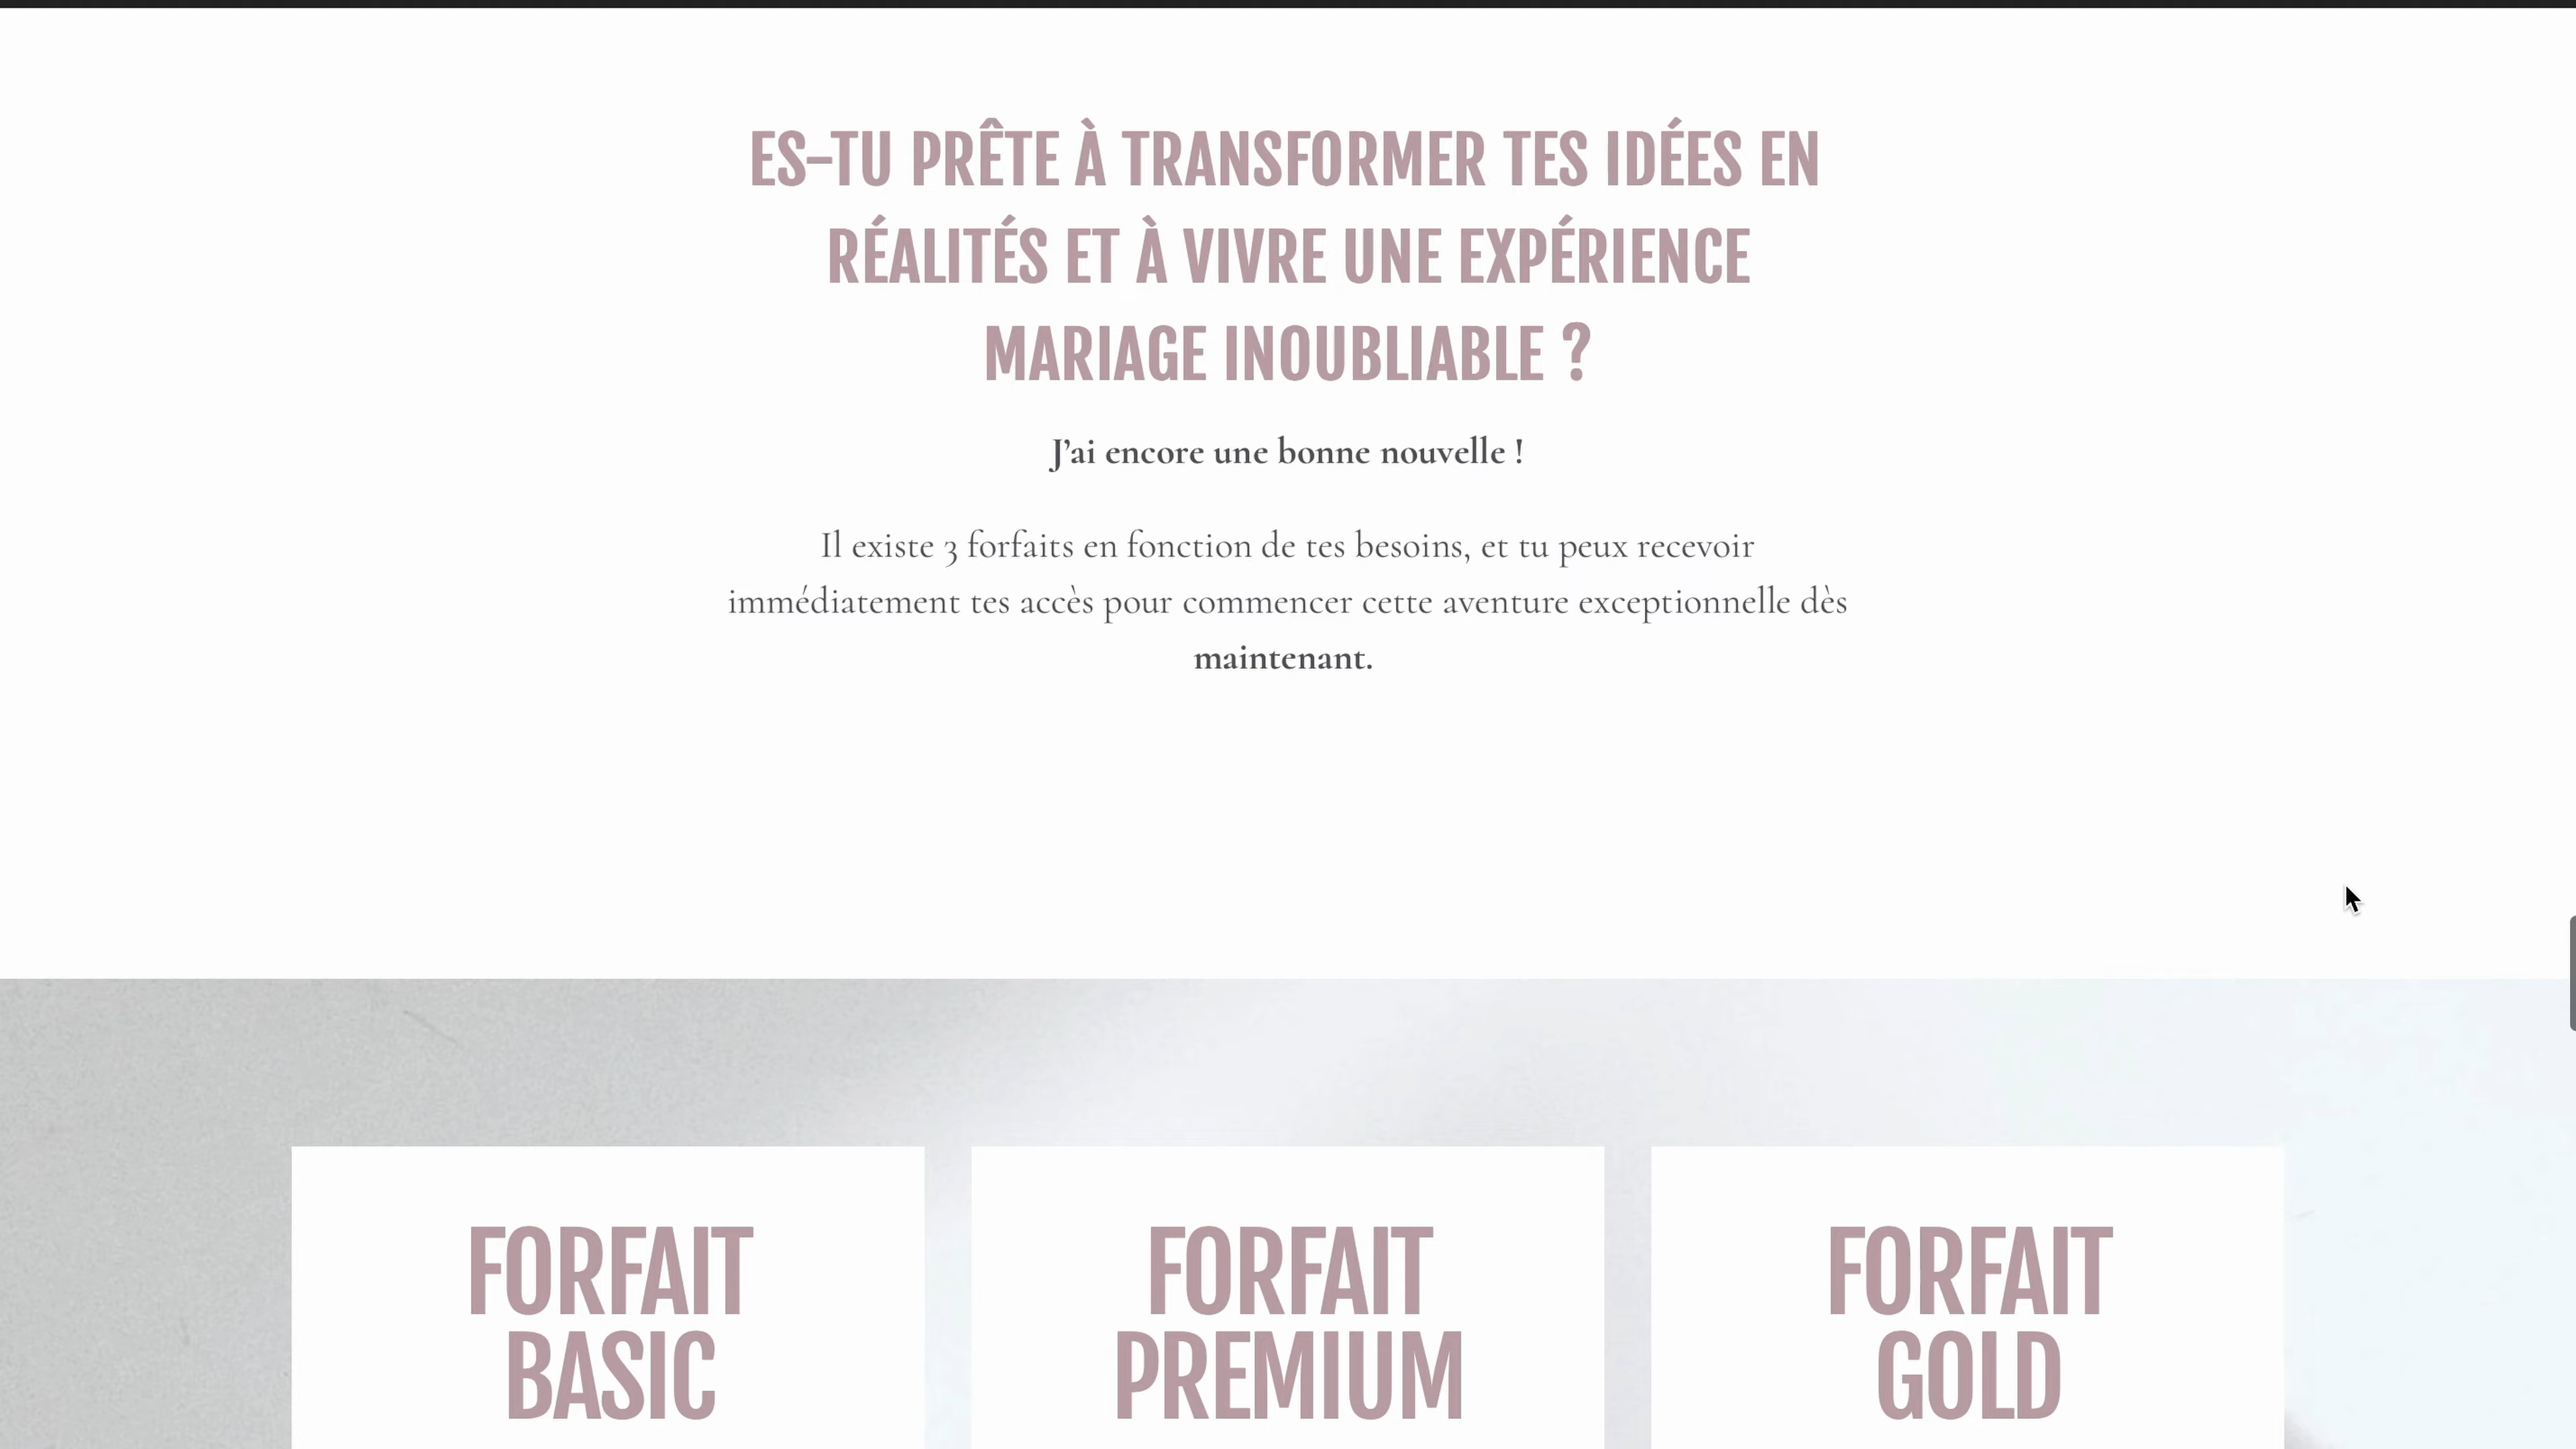 ES-TU PRÊTE À TRANSFORMER TES IDÉES EN
RÉALITÉS ET À VIVRE UNE EXPÉRIENCE
MARIAGE INOUBLIABLE ?
J’ai encore une bonne nouvelle !
Il existe 3 forfaits en fonction de tes besoins, et tu peux recevoir
immédiatement tes accès pour commencer cette aventure exceptionnelle dès
maintenant.
FORFAIT
BASIC
FORFAIT
PREMIUM
FORFAIT
GOLD